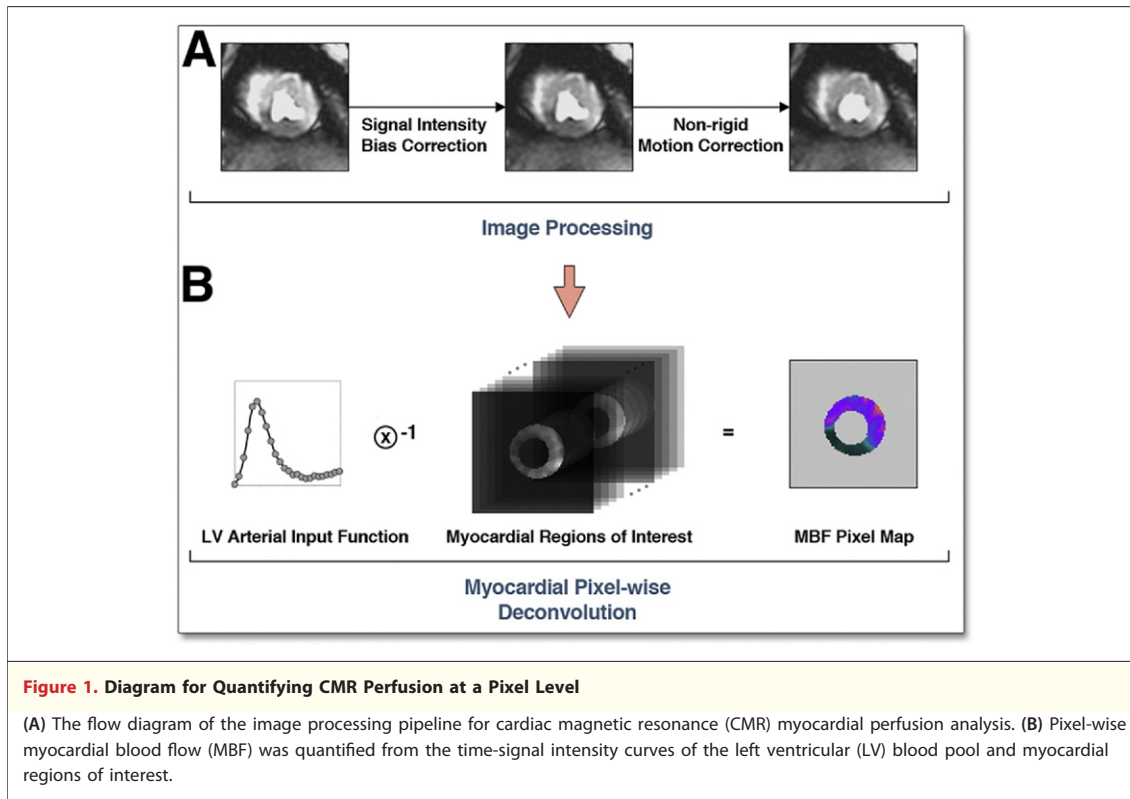 A
Signal Intensity
Bias Correction
Non-rigid
Motion Correction
Image Processing
B
ⓧ-1
=
LV Arterial Input Function
Myocardial Regions of Interest
MBF Pixel Map
Myocardial Pixel-wise
Deconvolution
Figure 1. Diagram for Quantifying CMR Perfusion at a Pixel Level
(A) The flow diagram of the image processing pipeline for cardiac magnetic resonance (CMR) myocardial perfusion analysis. (B) Pixel-wise
myocardial blood flow (MBF) was quantified from the time-signal intensity curves of the left ventricular (LV) blood pool and myocardial
regions of interest.